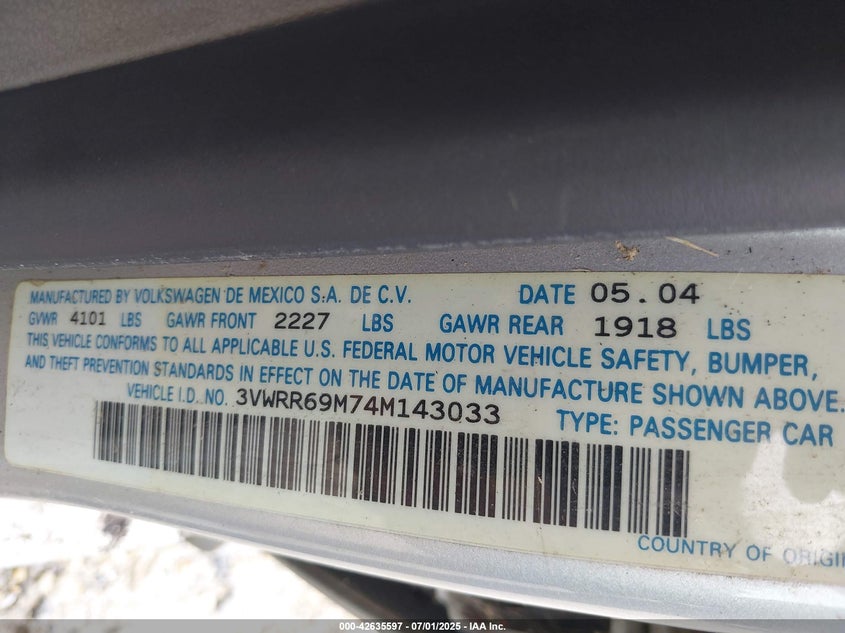 MANUFACTURED BY VOLKSWAGEN DE MEXICO S.A. DE C.V. DATE 05.04
GVWR 4101 LBS GAWR FRONT 2227 LBS GAWR REAR 1918 LBS
THIS VEHICLE CONFORMS TO ALL APPLICABLE U.S. FEDERAL MOTOR VEHICLE SAFETY, BUMPER,
AND THEFT PREVENTION STANDARDS IN EFFECT ON THE DATE OF MANUFACTURE SHOWN ABOVE.
VEHICLE I.D. NO. 3VWRR69M74M143033 TYPE: PASSENGER CAR
COUNTRY OF ORIGIN
000-42635597 - 07/01/2025 - IAA Inc.